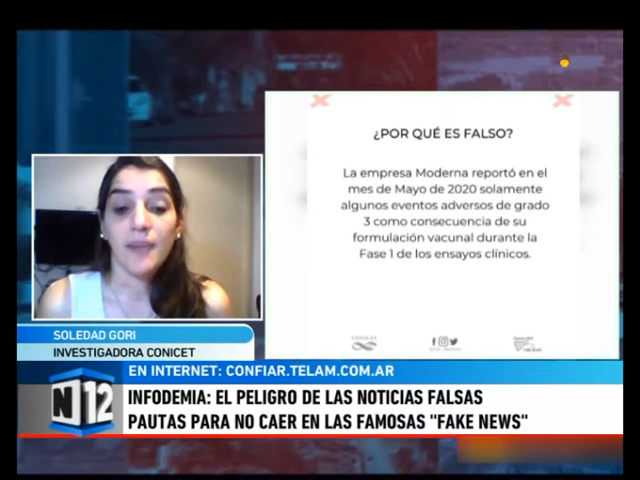 ¿POR QUÉ ES FALSO?
La empresa Moderna reportó en el
mes de Mayo de 2020 solamente
algunos eventos adversos de grado
3 como consecuencia de su
formulación vacunal durante la
Fase 1 de los ensayos clínicos.
SOLEDAD GORI
INVESTIGADORA CONICET
EN INTERNET: CONFIAR.TELAM.COM.AR
N12
INFODEMIA: EL PELIGRO DE LAS NOTICIAS FALSAS
PAUTAS PARA NO CAER EN LAS FAMOSAS "FAKE NEWS"